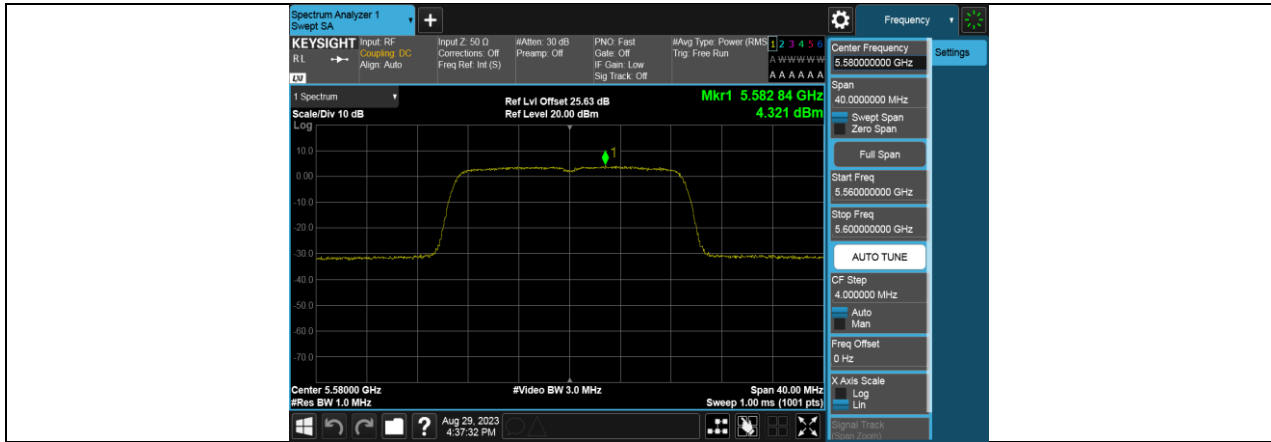 Spectrum Analyzer 1
Swept SA
+
Frequency
KEYSIGHT
RL
LXI
Input: RF
Coupling: DC
Align: Auto
Input Z: 50 Ω
Corrections: Off
Freq Ref: Int (S)
#Atten: 30 dB
Preamp: Off
PNO: Fast
Gate: Off
IF Gain: Low
Sig Track: Off
#Avg Type: Power (RMS
Trig: Free Run
1 2 3 4 5 6
A W W W W W
A A A A A A
1 Spectrum
Scale/Div 10 dB
Ref Lvl Offset 25.63 dB
Ref Level 20.00 dBm
Mkr1 5.582 84 GHz
4.321 dBm
Log
10.0
0.00
-10.0
-20.0
-30.0
-40.0
-50.0
-60.0
-70.0
1
Center 5.58000 GHz
#Res BW 1.0 MHz
#Video BW 3.0 MHz
Span 40.00 MHz
Sweep 1.00 ms (1001 pts)
?
Aug 29, 2023
4:37:32 PM
Center Frequency
5.580000000 GHz
Settings
Span
40.0000000 MHz
Swept Span
Zero Span
Full Span
Start Freq
5.560000000 GHz
Stop Freq
5.600000000 GHz
AUTO TUNE
CF Step
4.000000 MHz
Auto
Man
Freq Offset
0 Hz
X Axis Scale
Log
Lin
Signal Track
(Span Zoom)